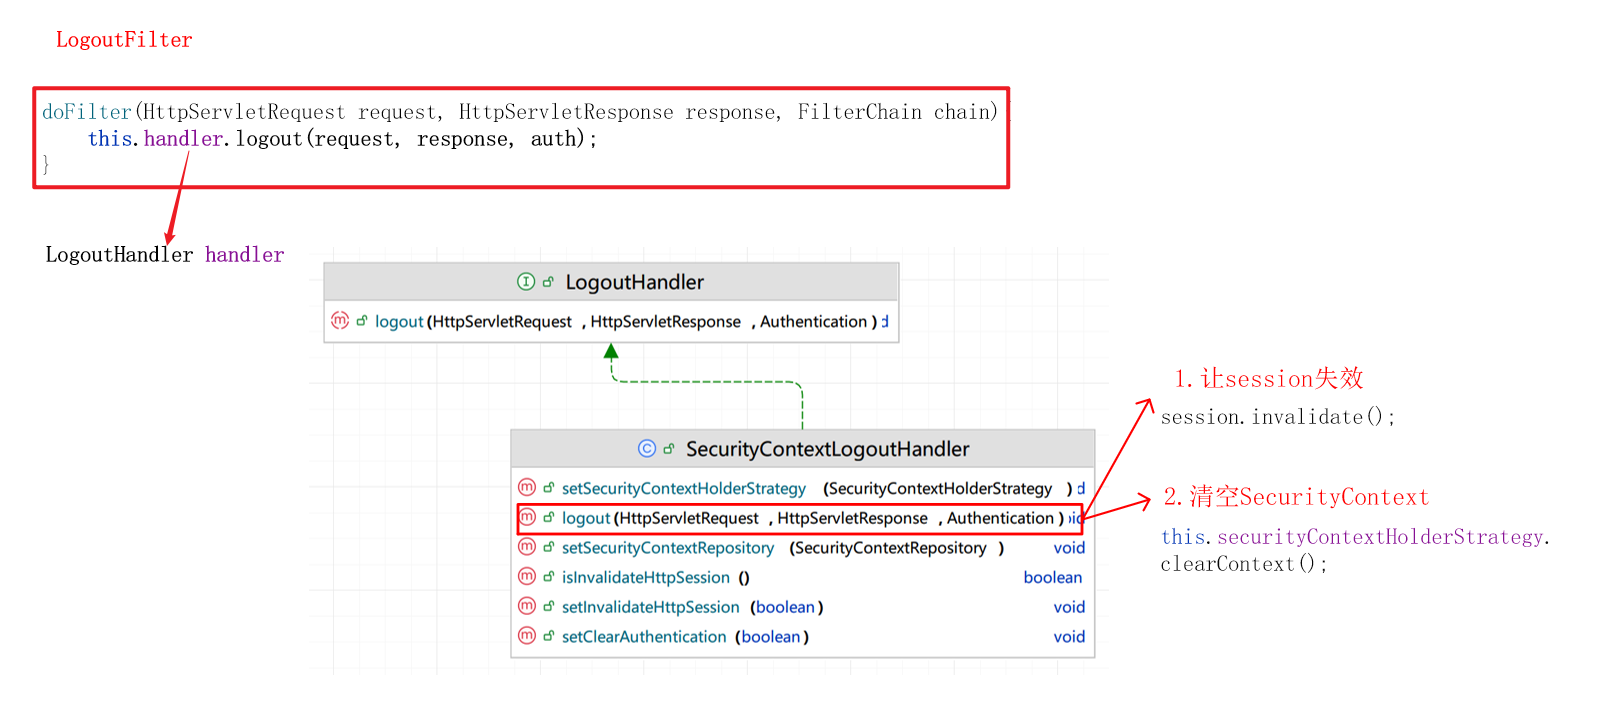 LogoutFilter
doFilter(HttpServletRequest request, HttpServletResponse response, FilterChain chain)
this.handler.logout(request, response, auth);
}
LogoutHandler handler
LogoutHandler
logout(HttpServletRequest ,HttpServletResponse ,Authentication)d
SecurityContextLogoutHandler
setSecurityContextHolderStrategy (SecurityContextHolderStrategy )d
logout(HttpServletRequest ,HttpServletResponse ,Authentication)id
setSecurityContextRepository (SecurityContextRepository ) void
isInvalidateHttpSession () boolean
setInvalidateHttpSession (boolean) void
setClearAuthentication (boolean) void
1.让session失效
session.invalidate();
2.清空SecurityContext
this.securityContextHolderStrategy.
clearContext();